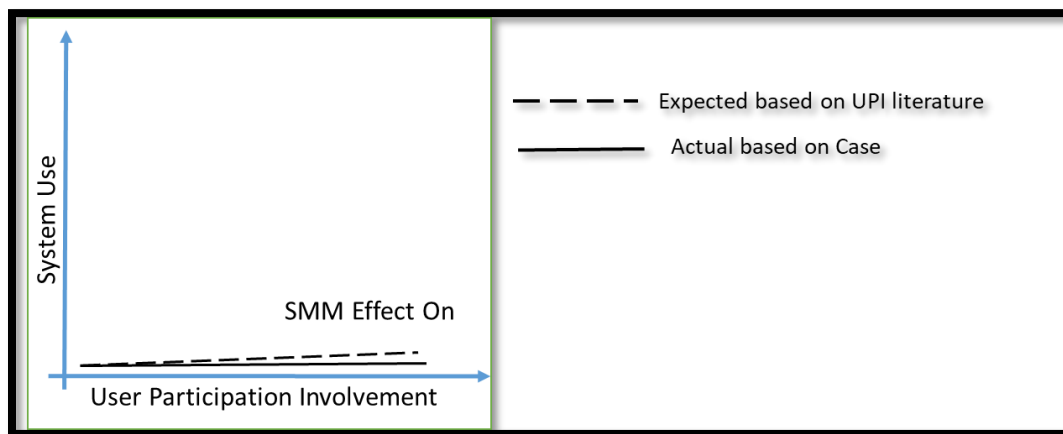 System Use
SMM Effect On
User Participation Involvement
Expected based on UPI literature
Actual based on Case